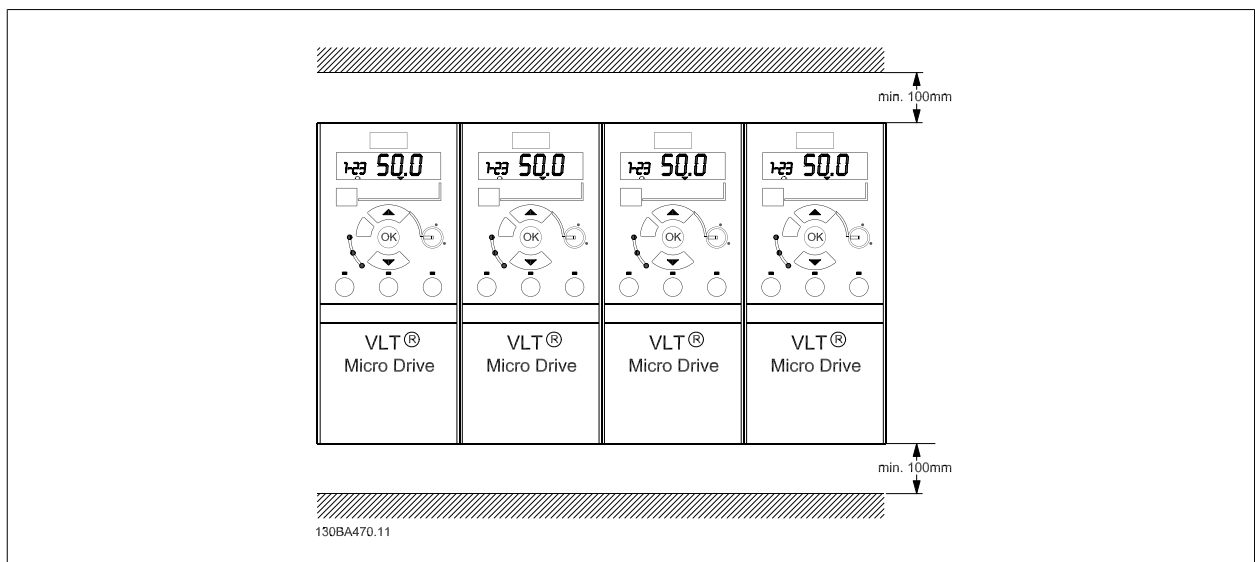 min. 100mm
1-23 50.0
1-23 50.0
1-23 50.0
1-23 50.0
OK
OK
OK
OK
VLT®
Micro Drive
VLT®
Micro Drive
VLT®
Micro Drive
VLT®
Micro Drive
min. 100mm
130BA470.11